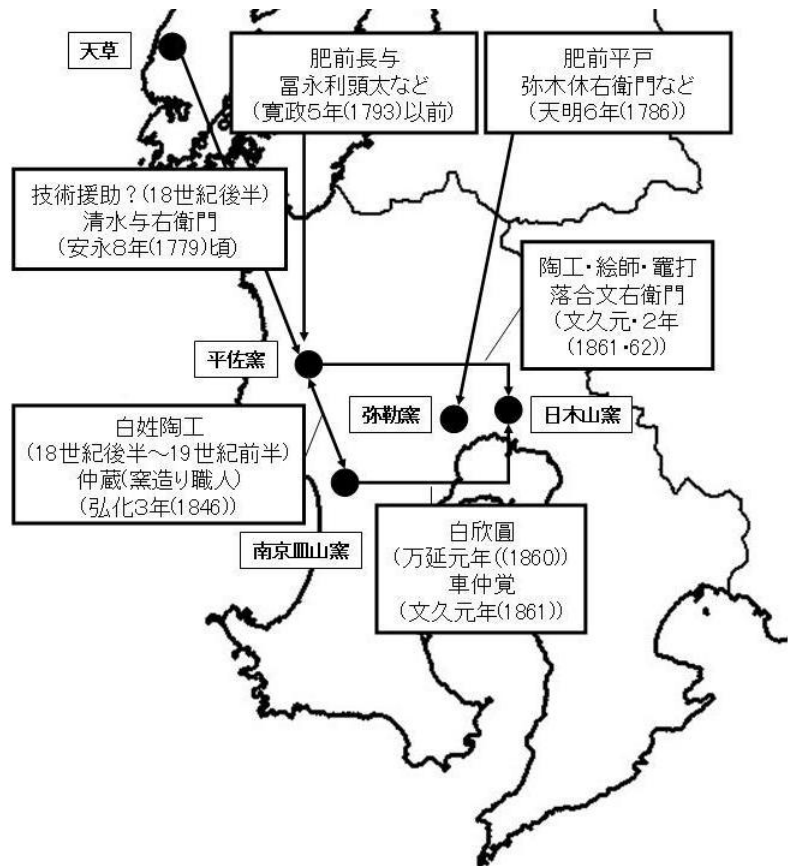 天草
肥前長与
冨永利頭太など
(寛政5年(1793)以前)
肥前平戸
弥木休右衛門など
(天明6年(1786))
技術援助?(18世紀後半)
清水与右衛門
(安永8年(1779)頃)
陶工・絵師・竈打
落合文右衛門
(文久元・2年
(1861・62))
平佐窯
弥勒窯
日木山窯
白姓陶工
(18世紀後半~19世紀前半)
仲蔵(窯造り職人)
(弘化3年(1846))
南京皿山窯
白欣圓
(万延元年((1860))
車仲覚
(文久元年(1861))